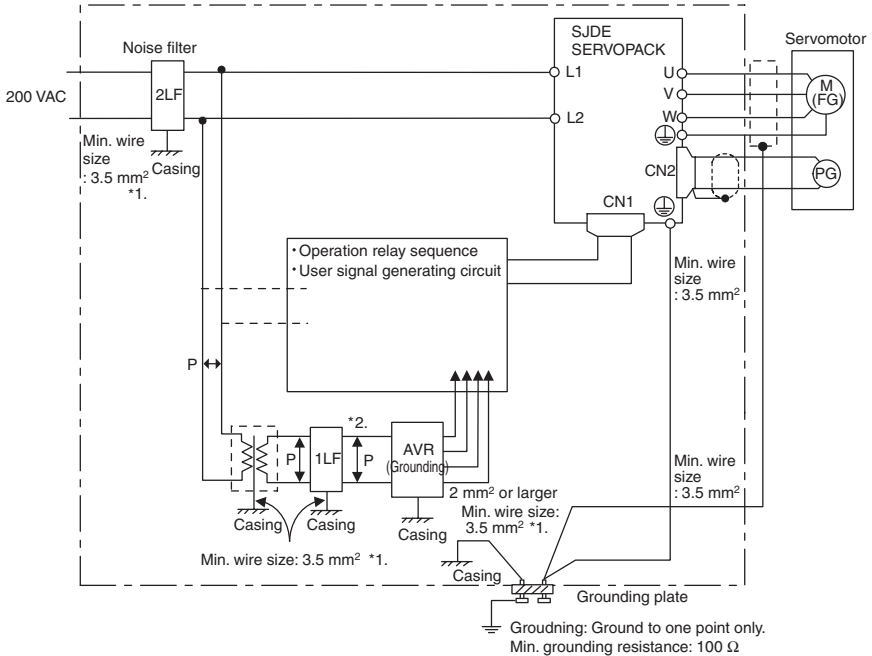 SJDE
SERVOPACK
Servomotor
Noise filter
200 VAC
2LF
L1
L2
U
V
W
M
(FG)
Min. wire
size
: 3.5 mm²
*1.
Casing
CN2
PG
CN1
• Operation relay sequence
• User signal generating circuit
Min. wire
size
: 3.5 mm²
P
*2.
P
1LF
P
AVR
(Grounding)
Casing
Casing
Casing
Min. wire size: 3.5 mm² *1.
2 mm² or larger
Min. wire size:
3.5 mm² *1.
Min. wire
size
: 3.5 mm²
Casing
Grounding plate
Groudning: Ground to one point only.
Min. grounding resistance: 100 Ω